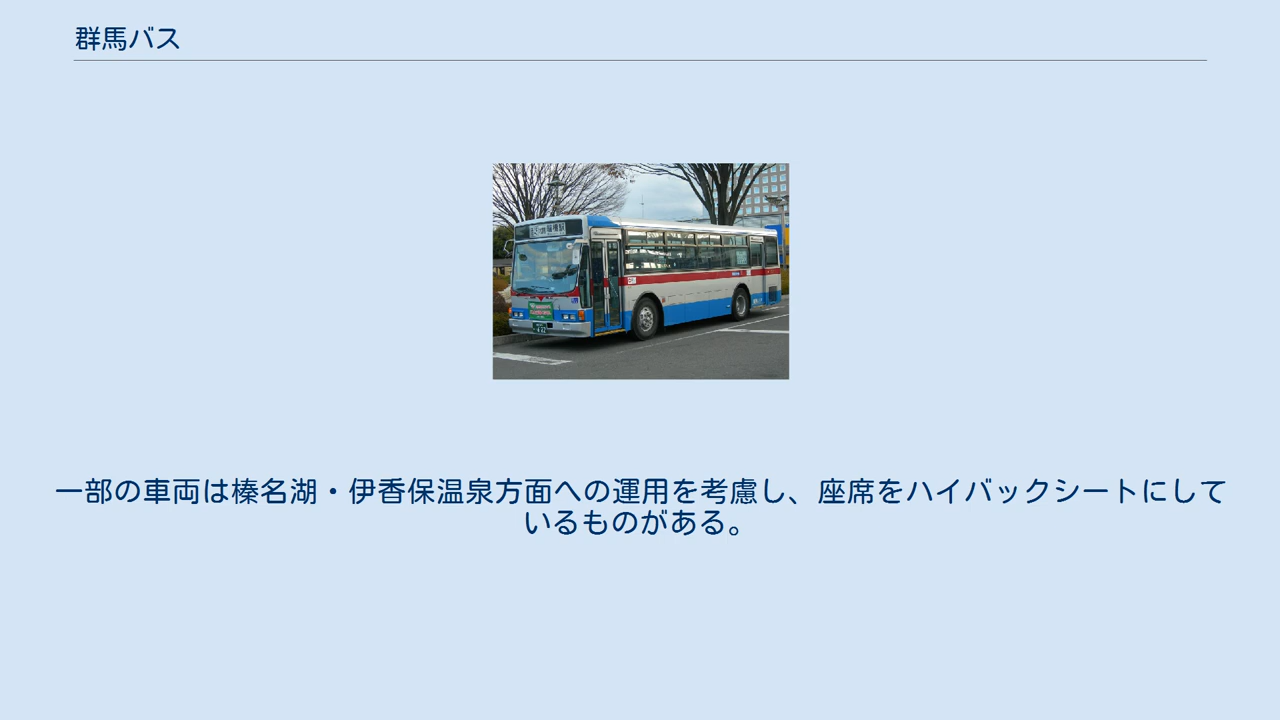 群馬バス
一部の車両は榛名湖・伊香保温泉方面への運用を考慮し、座席をハイバックシートにして
いるものがある。